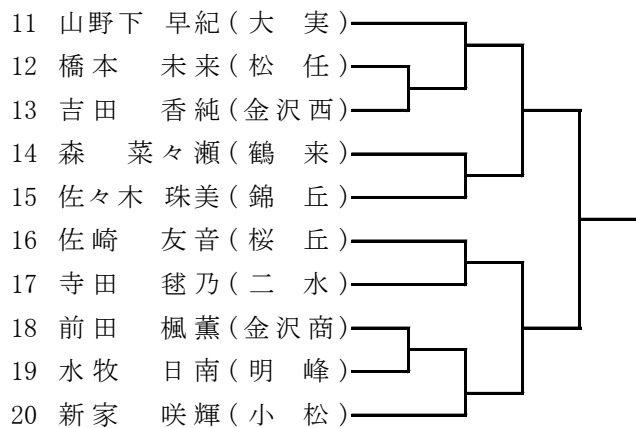 11 山野下 早紀(大 実)
12 橋本 未来(松 任)
13 吉田 香純(金沢西)
14 森 菜々瀬(鶴 来)
15 佐々木 珠美(錦 丘)
16 佐崎 友音(桜 丘)
17 寺田 毬乃(二 水)
18 前田 楓薫(金沢商)
19 水牧 日南(明 峰)
20 新家 咲輝(小 松)